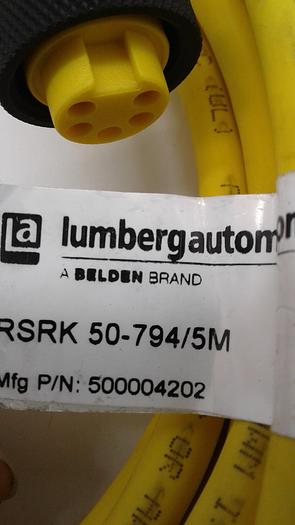 a lumbergautom
A BELDEN BRAND
RSRK 50-794/5M
Mfg P/N: 500004202